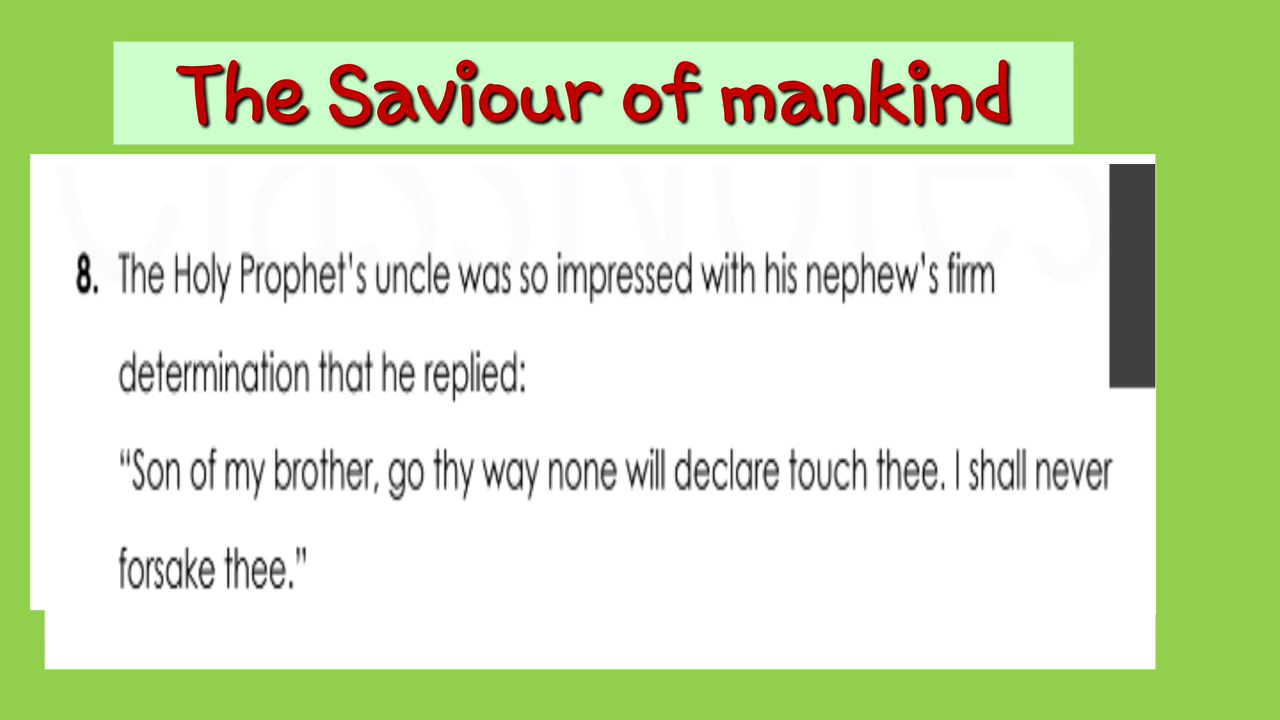 The Saviour of mankind
8. The Holy Prophet's uncle was so impressed with his nephew's firm
determination that he replied:
"Son of my brother, go thy way none will declare touch thee. I shall never
forsake thee."